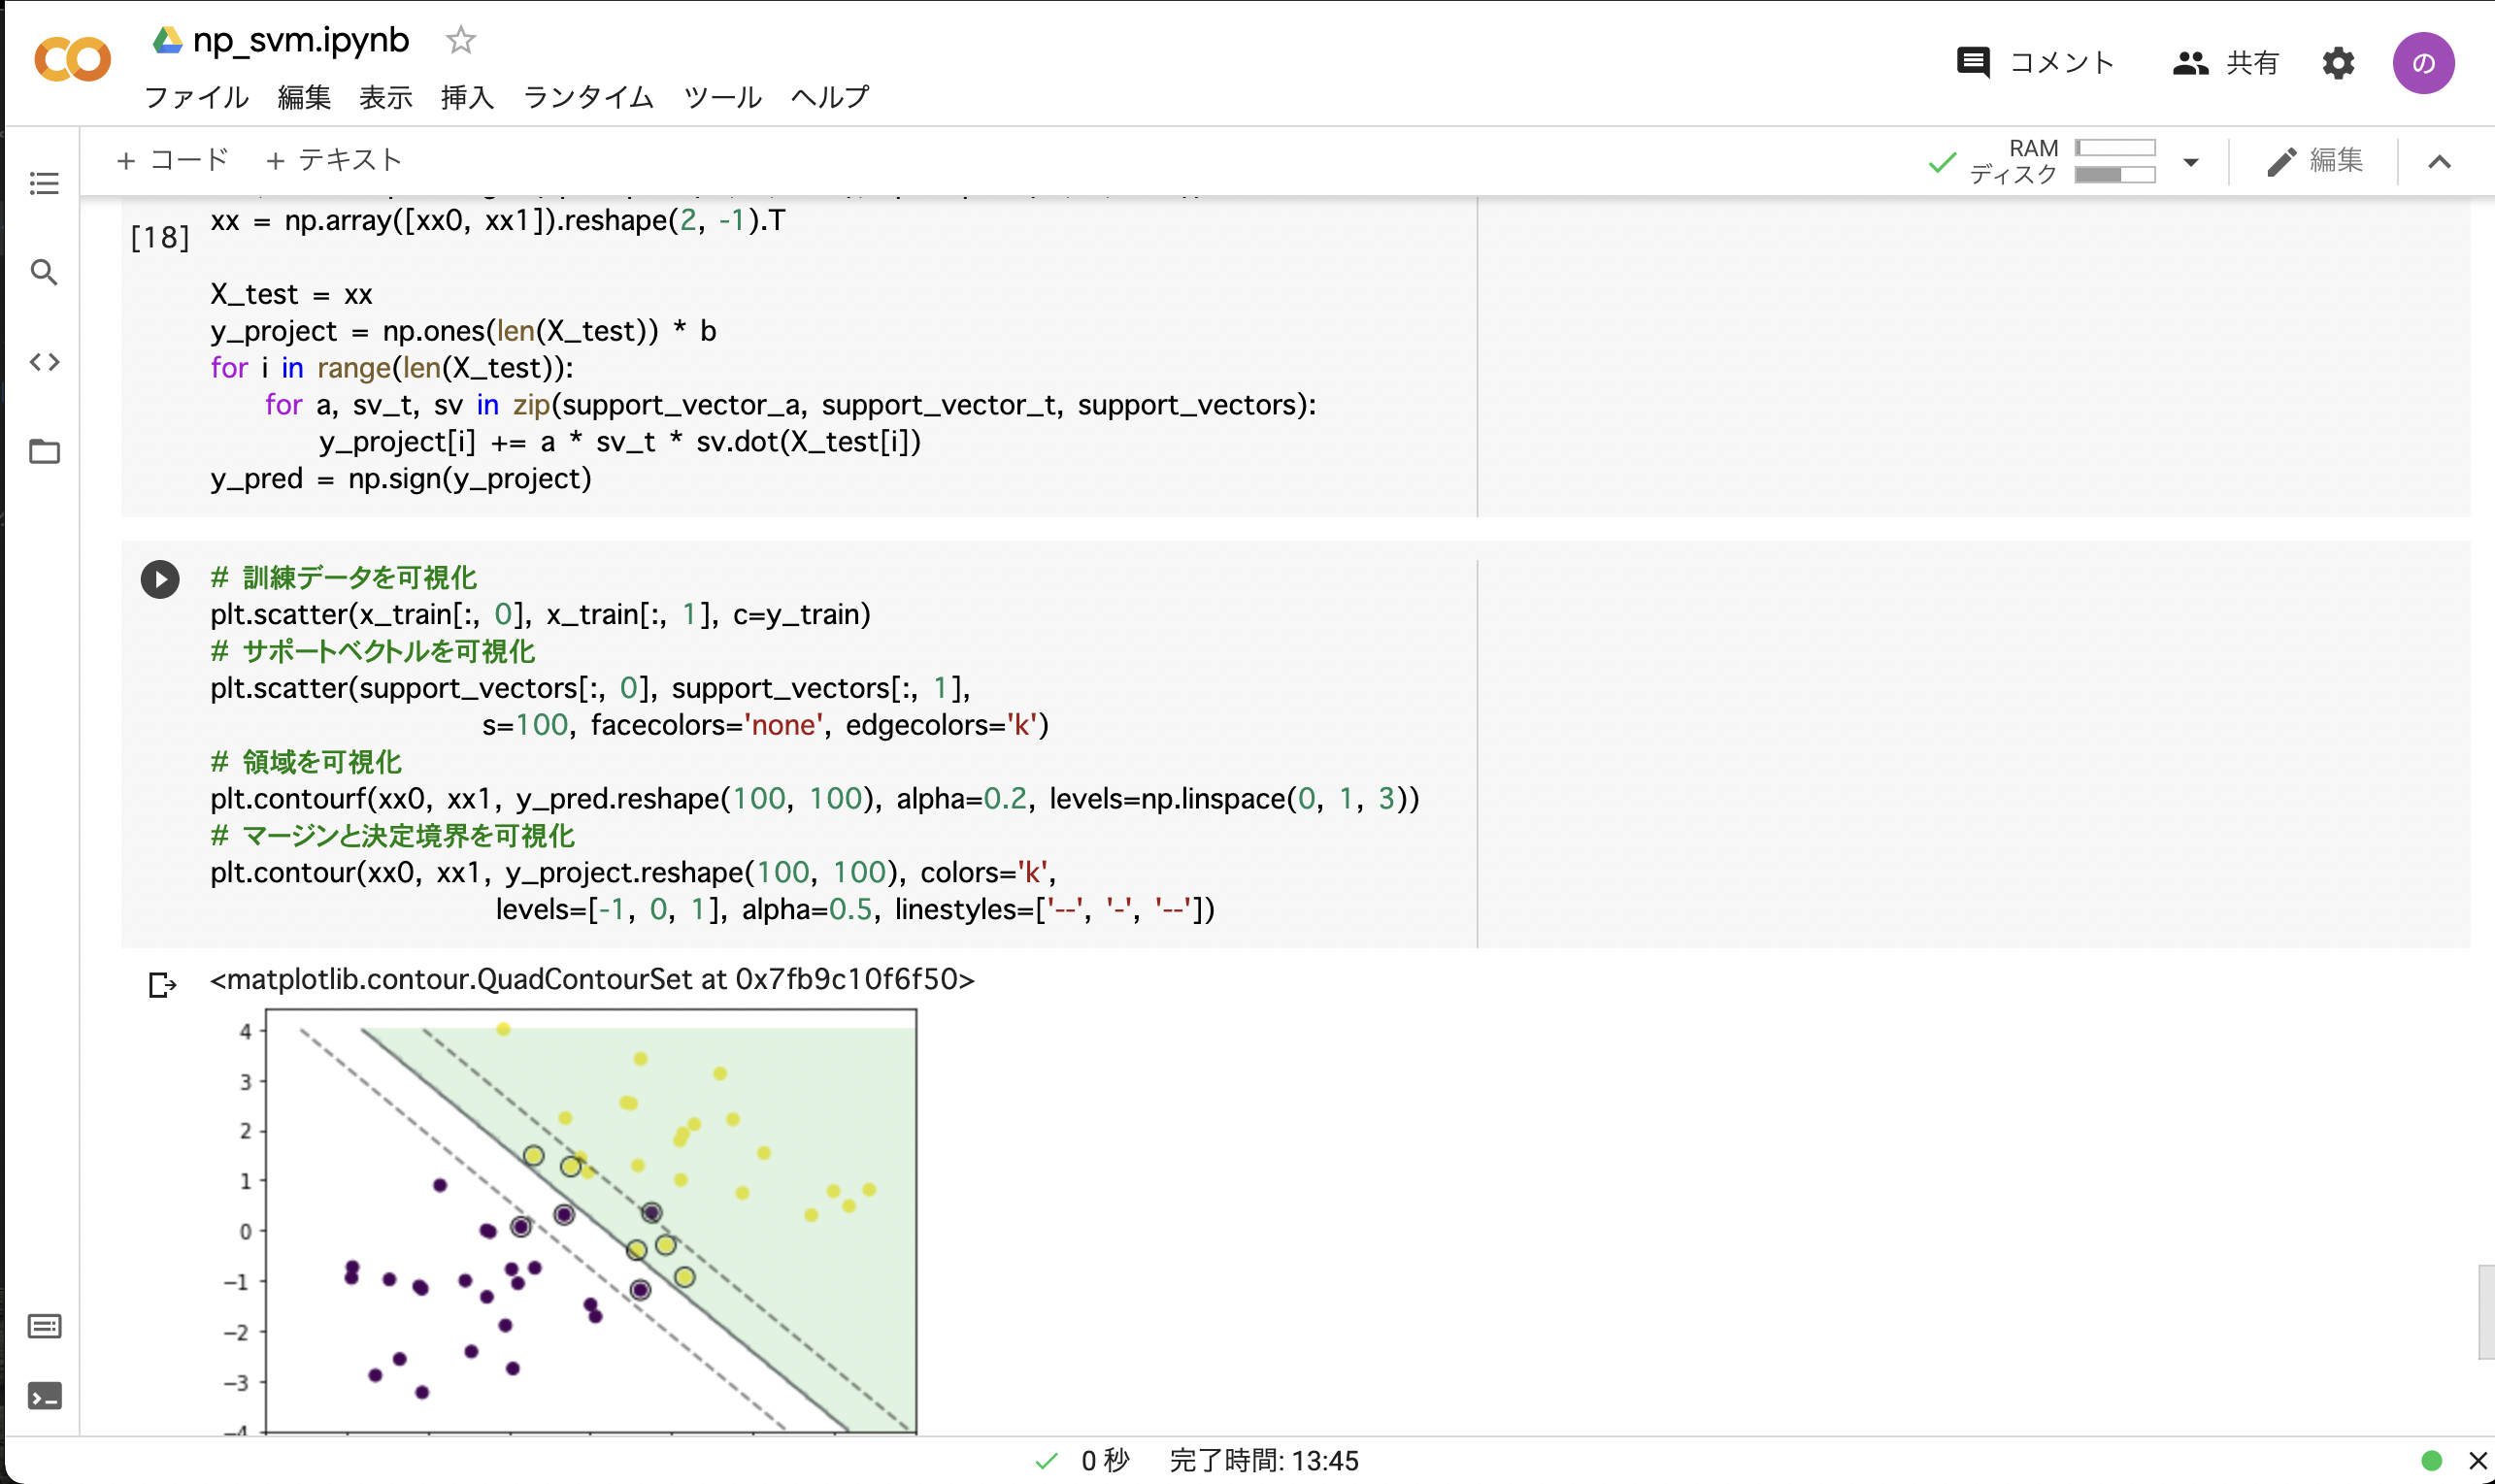 np_svm.ipynb
コメント
共有
の
ファイル 編集 表示 挿入 ランタイム ツール ヘルプ
+ コード + テキスト
RAM
ディスク
編集
[18]
xx = np.array([xx0, xx1]).reshape(2, -1).T
X_test = xx
y_project = np.ones(len(X_test)) * b
for i in range(len(X_test)):
    for a, sv_t, sv in zip(support_vector_a, support_vector_t, support_vectors):
        y_project[i] += a * sv_t * sv.dot(X_test[i])
y_pred = np.sign(y_project)
# 訓練データを可視化
plt.scatter(x_train[:, 0], x_train[:, 1], c=y_train)
# サポートベクトルを可視化
plt.scatter(support_vectors[:, 0], support_vectors[:, 1],
                    s=100, facecolors='none', edgecolors='k')
# 領域を可視化
plt.contourf(xx0, xx1, y_pred.reshape(100, 100), alpha=0.2, levels=np.linspace(0, 1, 3))
# マージンと決定境界を可視化
plt.contour(xx0, xx1, y_project.reshape(100, 100), colors='k',
                     levels=[-1, 0, 1], alpha=0.5, linestyles=['--', '-', '--'])
<matplotlib.contour.QuadContourSet at 0x7fb9c10f6f50>
4
3
2
1
0
−1
−2
−3
−4
0 秒 完了時間: 13:45